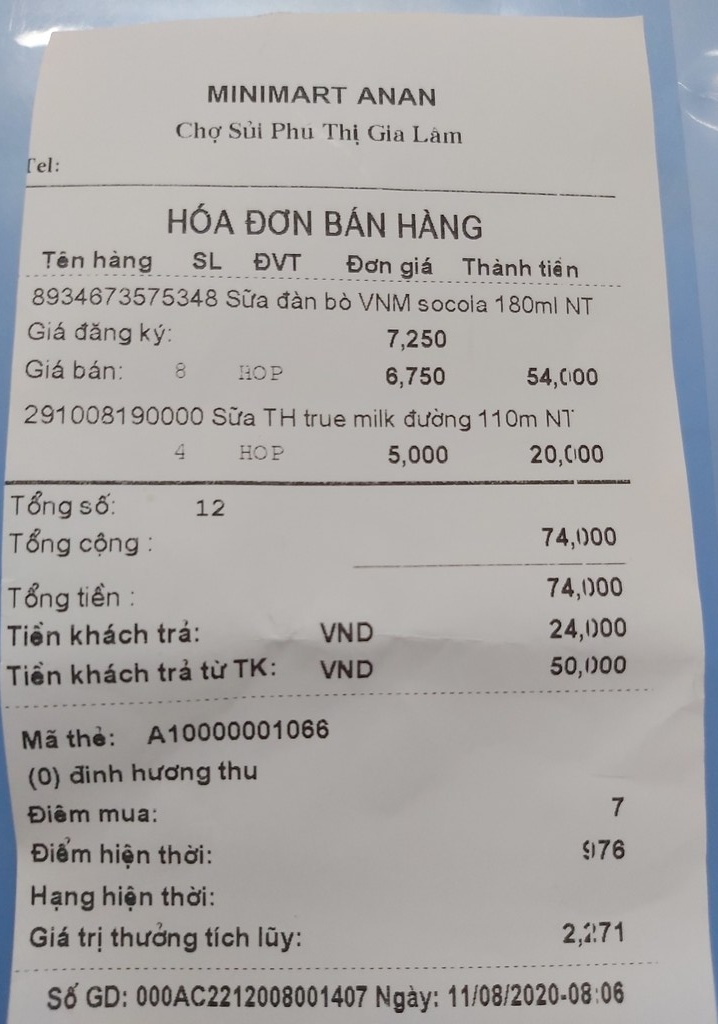 MINIMART ANAN
Chợ Sủi Phú Thị Gia Lâm
Tel:
HÓA ĐƠN BÁN HÀNG
Tên hàng SL ĐVT Đơn giá Thành tiền
8934673575348 Sữa đàn bò VNM socola 180ml NT
Giá đăng ký: 7,250
Giá bán: 8 HOP 6,750 54,000
291008190000 Sữa TH true milk đường 110m NT
4 HOP 5,000 20,000
Tổng số: 12
Tổng cộng : 74,000
Tổng tiền : 74,000
Tiền khách trả: VND 24,000
Tiền khách trả từ TK: VND 50,000
Mã thẻ: A10000001066
(0) đinh hương thu
Điểm mua: 7
Điểm hiện thời: 976
Hạng hiện thời:
Giá trị thưởng tích lũy: 2,271
Số GD: 000AC2212008001407 Ngày: 11/08/2020-08:06